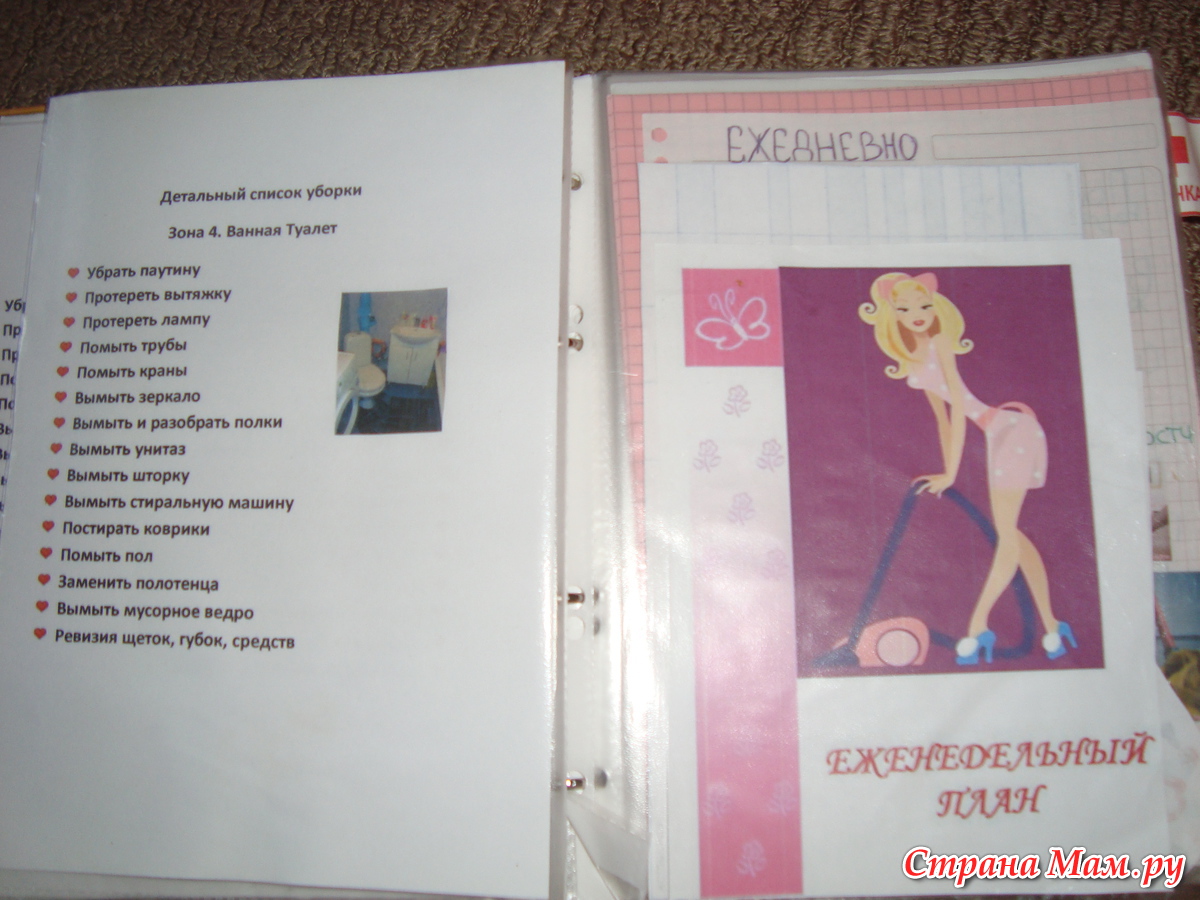 Детальный список уборки
Зона 4. Ванная Туалет
Убрать паутину
Протереть вытяжку
Протереть лампу
Помыть трубы
Помыть краны
Вымыть зеркало
Вымыть и разобрать полки
Вымыть унитаз
Вымыть шторку
Вымыть стиральную машину
Постирать коврики
Помыть пол
Заменить полотенца
Вымыть мусорное ведро
Ревизия щеток, губок, средств
ЕЖЕДНЕВНО
ЕЖЕНЕДЕЛЬНЫЙ
ПЛАН
Страна Мам.ру